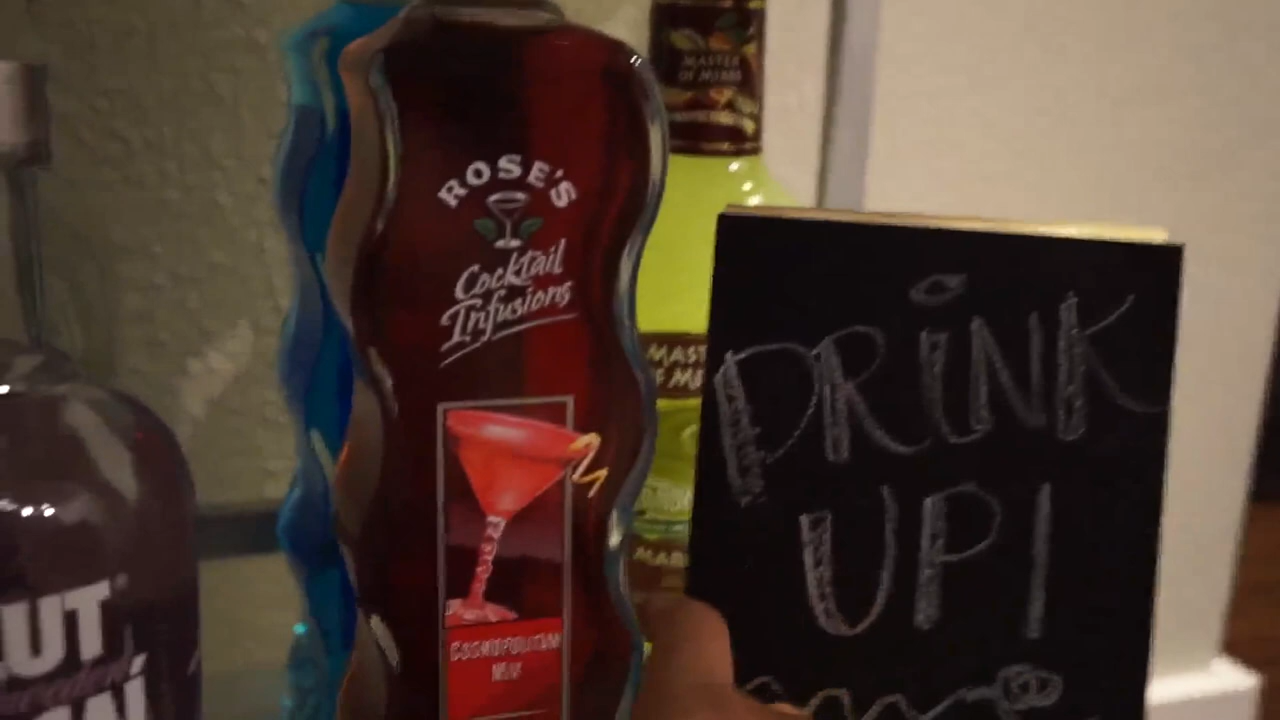 ROSE'S
Cocktail
Infusions
COSMOPOLITAN
MIX
MASTER
OF MIXES
DRiNK
UP!